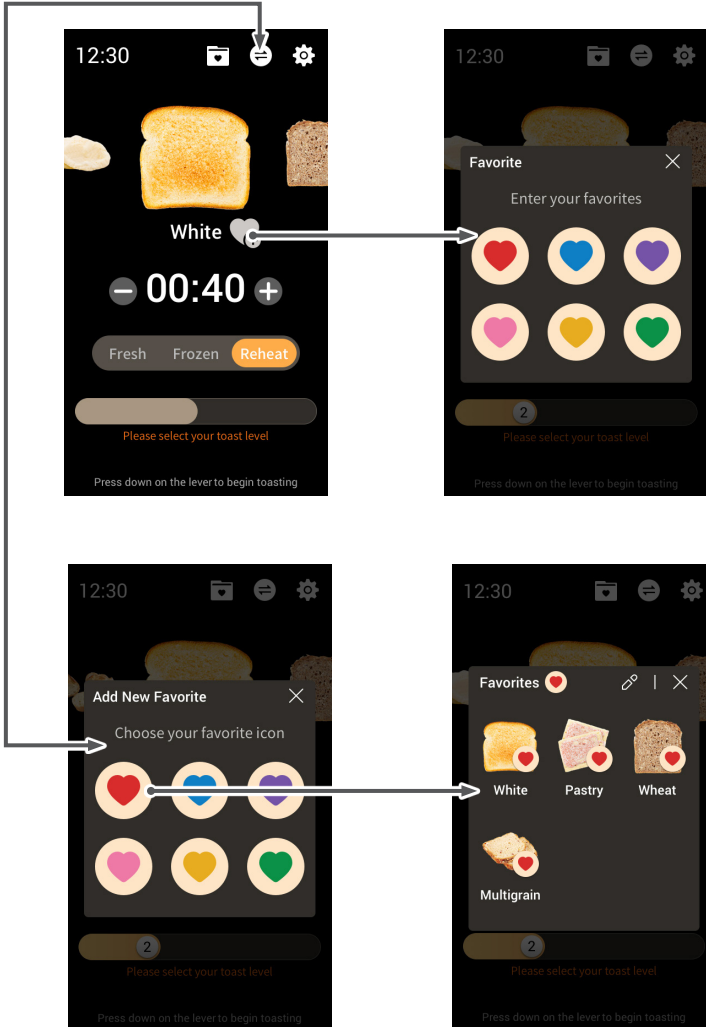 12:30
White
00:40
Fresh Frozen Reheat
Please select your toast level
Press down on the lever to begin toasting
12:30
Favorite
Enter your favorites
2
Please select your toast level
Press down on the lever to begin toasting
12:30
Add New Favorite
Choose your favorite icon
2
Please select your toast level
Press down on the lever to begin toasting
12:30
Favorites
White Pastry Wheat
Multigrain
2
Please select your toast level
Press down on the lever to begin toasting